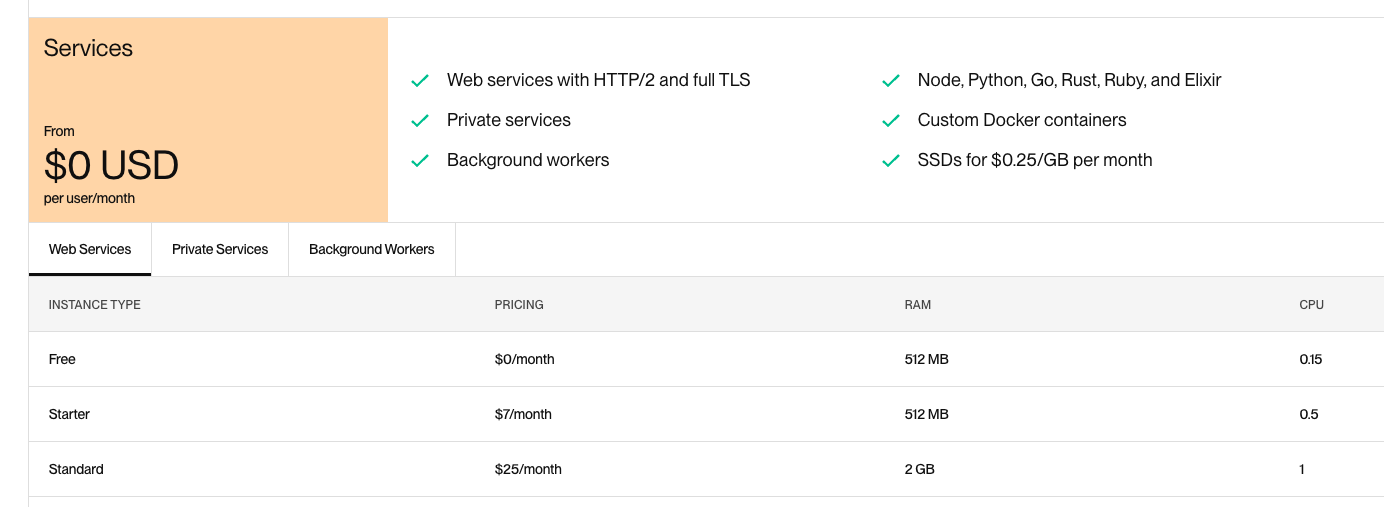 Services
From
$0 USD
per user/month
Web services with HTTP/2 and full TLS
Private services
Background workers
Node, Python, Go, Rust, Ruby, and Elixir
Custom Docker containers
SSDs for $0.25/GB per month
Web Services Private Services Background Workers
INSTANCE TYPE PRICING RAM CPU
Free $0/month 512 MB 0.15
Starter $7/month 512 MB 0.5
Standard $25/month 2 GB 1